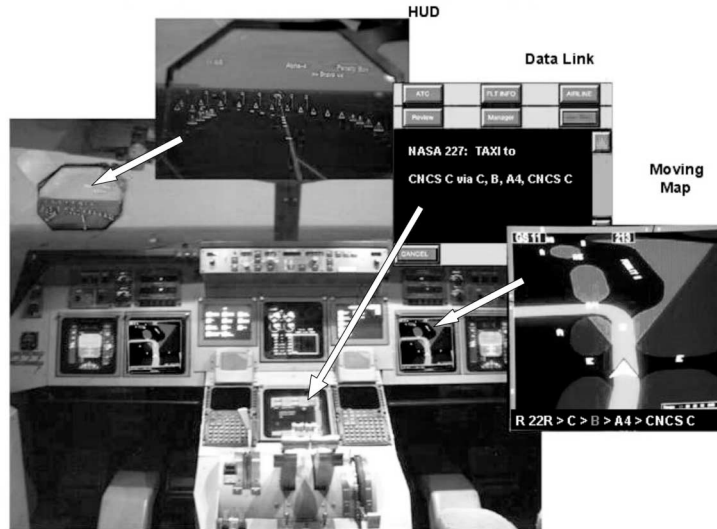 HUD
Data Link
ATC
FLT INFO
AIRLINE
Review
Manager
NASA 227: TAXI to
CNCS C via C, B, A4, CNCS C
CANCEL
Moving
Map
GS 11
213
R 22R > C > B > A4 > CNCS C